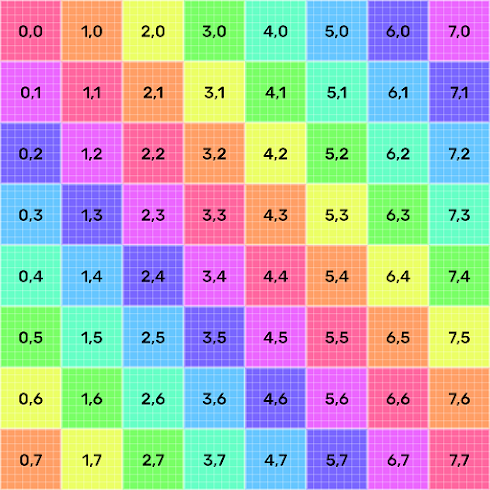 0,0 1,0 2,0 3,0 4,0 5,0 6,0 7,0
0,1 1,1 2,1 3,1 4,1 5,1 6,1 7,1
0,2 1,2 2,2 3,2 4,2 5,2 6,2 7,2
0,3 1,3 2,3 3,3 4,3 5,3 6,3 7,3
0,4 1,4 2,4 3,4 4,4 5,4 6,4 7,4
0,5 1,5 2,5 3,5 4,5 5,5 6,5 7,5
0,6 1,6 2,6 3,6 4,6 5,6 6,6 7,6
0,7 1,7 2,7 3,7 4,7 5,7 6,7 7,7